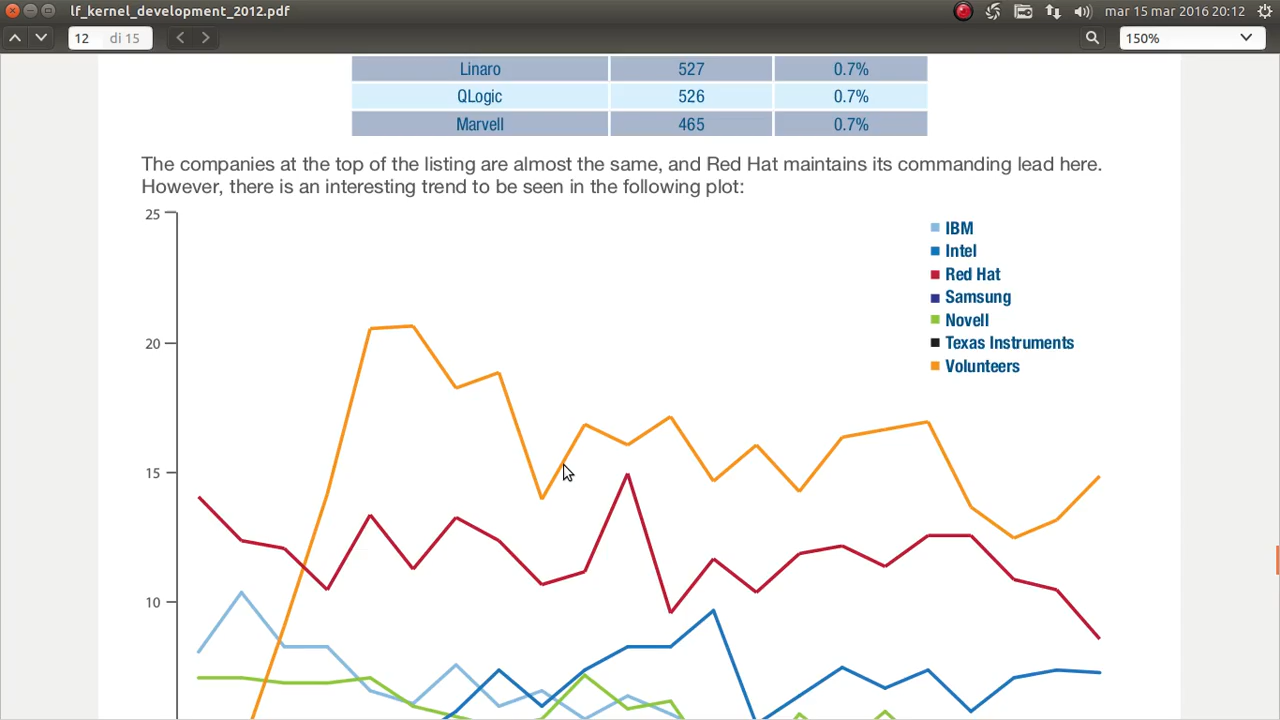 lf_kernel_development_2012.pdf
mar 15 mar 2016 20:12
12 di 15
150%
Linaro 527 0.7%
QLogic 526 0.7%
Marvell 465 0.7%
The companies at the top of the listing are almost the same, and Red Hat maintains its commanding lead here.
However, there is an interesting trend to be seen in the following plot:
25
IBM
Intel
Red Hat
Samsung
Novell
20
Texas Instruments
Volunteers
15
10